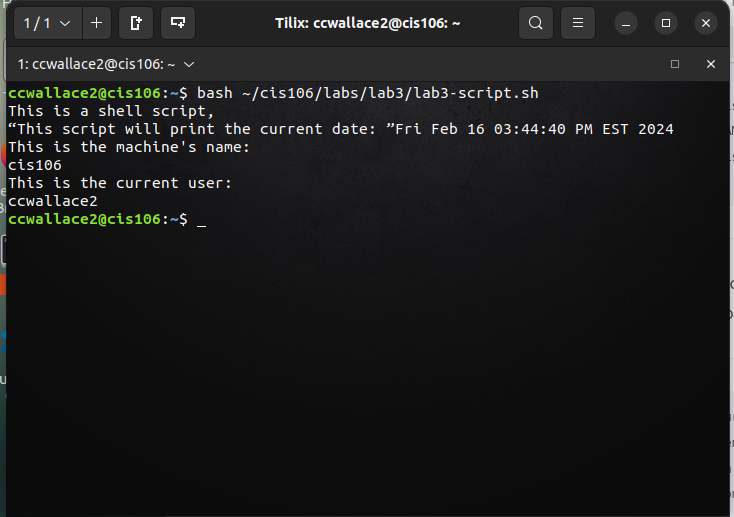 1 / 1
Tilix: ccwallace2@cis106: ~
1: ccwallace2@cis106: ~
ccwallace2@cis106:~$ bash ~/cis106/labs/lab3/lab3-script.sh
This is a shell script,
“This script will print the current date: ”Fri Feb 16 03:44:40 PM EST 2024
This is the machine's name:
cis106
This is the current user:
ccwallace2
ccwallace2@cis106:~$ _